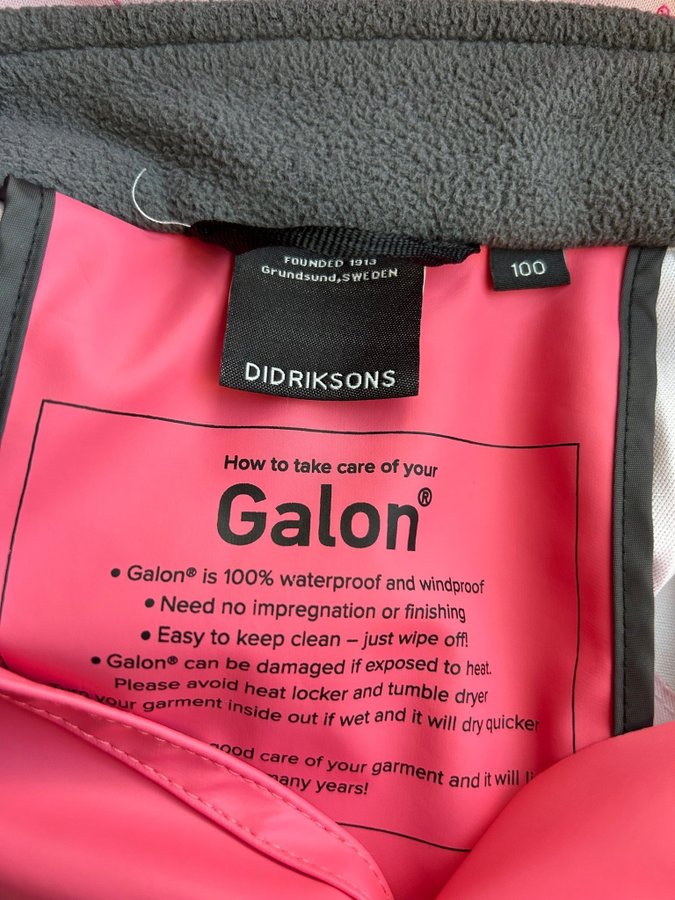 FOUNDED 1913
Grundsund, SWEDEN
DIDRIKSONS
100
How to take care of your
Galon®
• Galon® is 100% waterproof and windproof
• Need no impregnation or finishing
• Easy to keep clean – just wipe off!
• Galon® can be damaged if exposed to heat.
Please avoid heat locker and tumble dryer
your garment inside out if wet and it will dry quicker
good care of your garment and it will
many years!